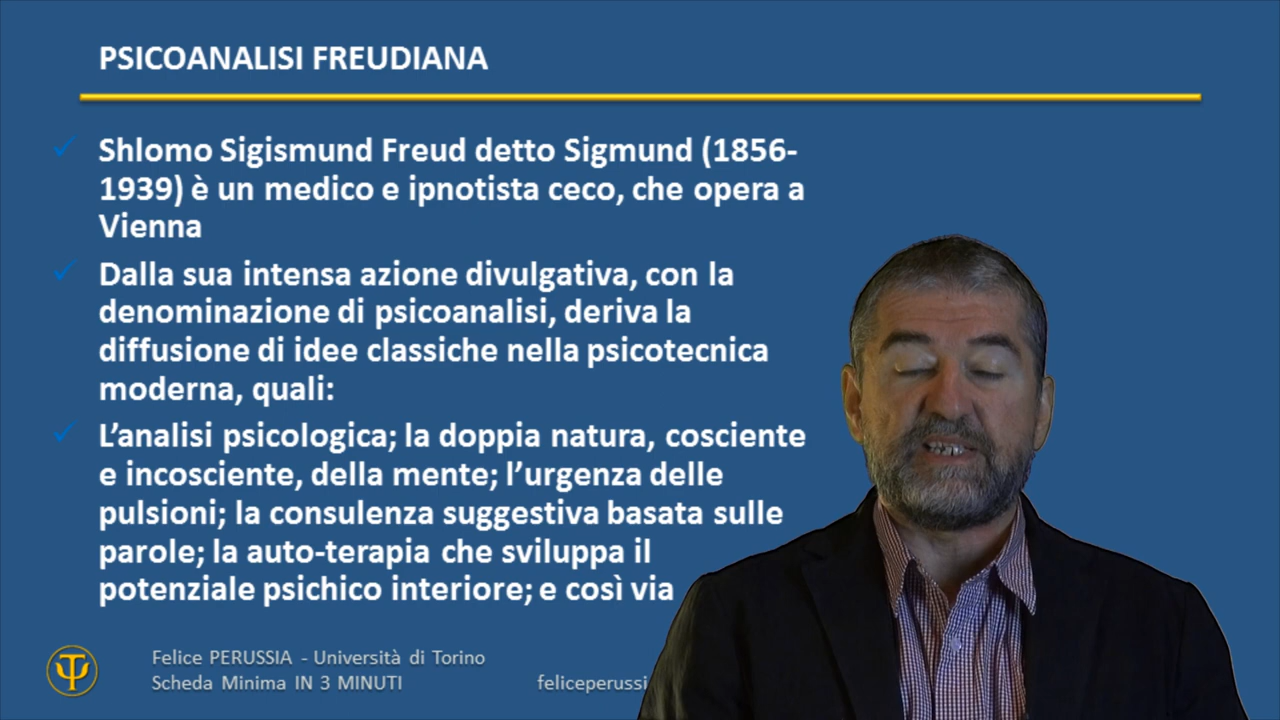 PSICOANALISI FREUDIANA
Shlomo Sigismund Freud detto Sigmund (1856-
1939) è un medico e ipnotista ceco, che opera a
Vienna
Dalla sua intensa azione divulgativa, con la
denominazione di psicoanalisi, deriva la
diffusione di idee classiche nella psicotecnica
moderna, quali:
L’analisi psicologica; la doppia natura, cosciente
e incosciente, della mente; l’urgenza delle
pulsioni; la consulenza suggestiva basata sulle
parole; la auto-terapia che sviluppa il
potenziale psichico interiore; e così via
Felice PERUSSIA - Università di Torino
Scheda Minima IN 3 MINUTI feliceperussi